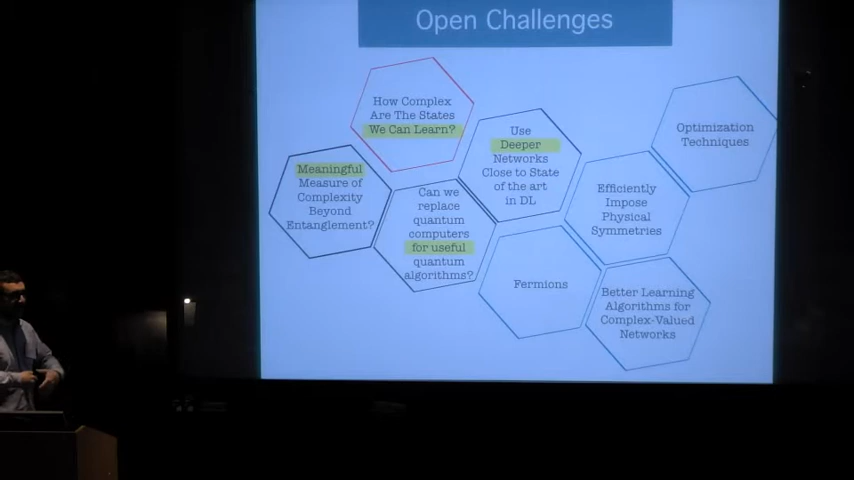 Open Challenges
How Complex
Are The States
We Can Learn?
Use
Deeper
Networks
Close to State
of the art
in DL
Optimization
Techniques
Meaningful
Measure of
Complexity
Beyond
Entanglement?
Can we
replace
quantum
computers
for useful
quantum
algorithms?
Efficiently
Impose
Physical
Symmetries
Fermions
Better Learning
Algorithms for
Complex-Valued
Networks